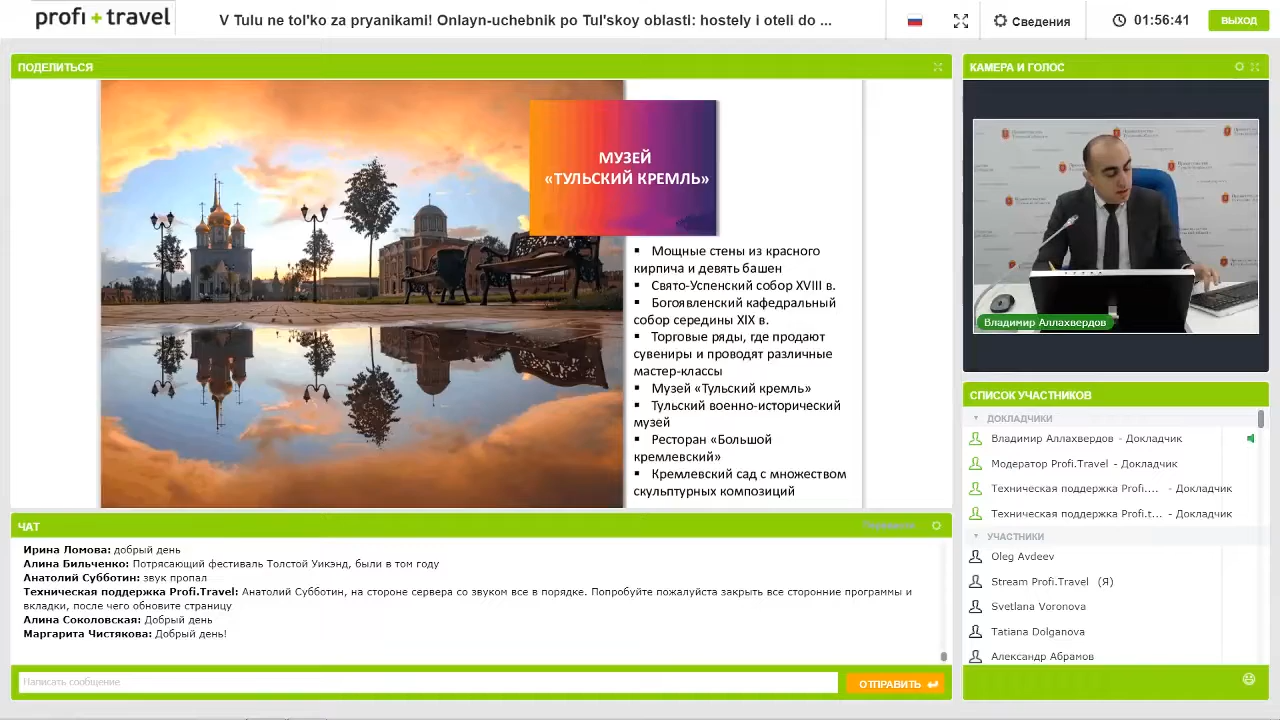 profi + travel
V Tulu ne tol'ko za pryanikami! Onlayn-uchebnik po Tul'skoy oblasti: hostely i oteli do ...
Сведения
01:56:41
ВЫХОД
ПОДЕЛИТЬСЯ
МУЗЕЙ
«ТУЛЬСКИЙ КРЕМЛЬ»
▪ Мощные стены из красного
кирпича и девять башен
▪ Свято-Успенский собор XVIII в.
▪ Богоявленский кафедральный
собор середины XIX в.
▪ Торговые ряды, где продают
сувениры и проводят различные
мастер-классы
▪ Музей «Тульский кремль»
▪ Тульский военно-исторический
музей
▪ Ресторан «Большой
кремлевский»
▪ Кремлевский сад с множеством
скульптурных композиций
КАМЕРА И ГОЛОС
Владимир Аллахвердов
СПИСОК УЧАСТНИКОВ
ДОКЛАДЧИКИ
Владимир Аллахвердов - Докладчик
Модератор Profi.Travel - Докладчик
Техническая поддержка Profi.... - Докладчик
Техническая поддержка Profi.t... - Докладчик
УЧАСТНИКИ
Oleg Avdeev
Stream Profi.Travel (Я)
Svetlana Voronova
Tatiana Dolganova
Александр Абрамов
ЧАТ
Ирина Ломова: добрый день
Алина Бильченко: Потрясающий фестиваль Толстой Уикэнд, были в том году
Анатолий Субботин: звук пропал
Техническая поддержка Profi.Travel: Анатолий Субботин, на стороне сервера со звуком все в порядке. Попробуйте пожалуйста закрыть все сторонние программы и
вкладки, после чего обновите страницу
Алина Соколовская: Добрый день
Маргарита Чистякова: Добрый день!
Написать сообщение
ОТПРАВИТЬ